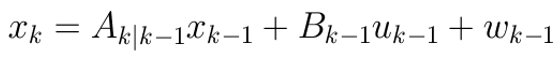 x_k = A_{k|k−1}x_{k−1} + B_{k−1}u_{k−1} + w_{k−1}